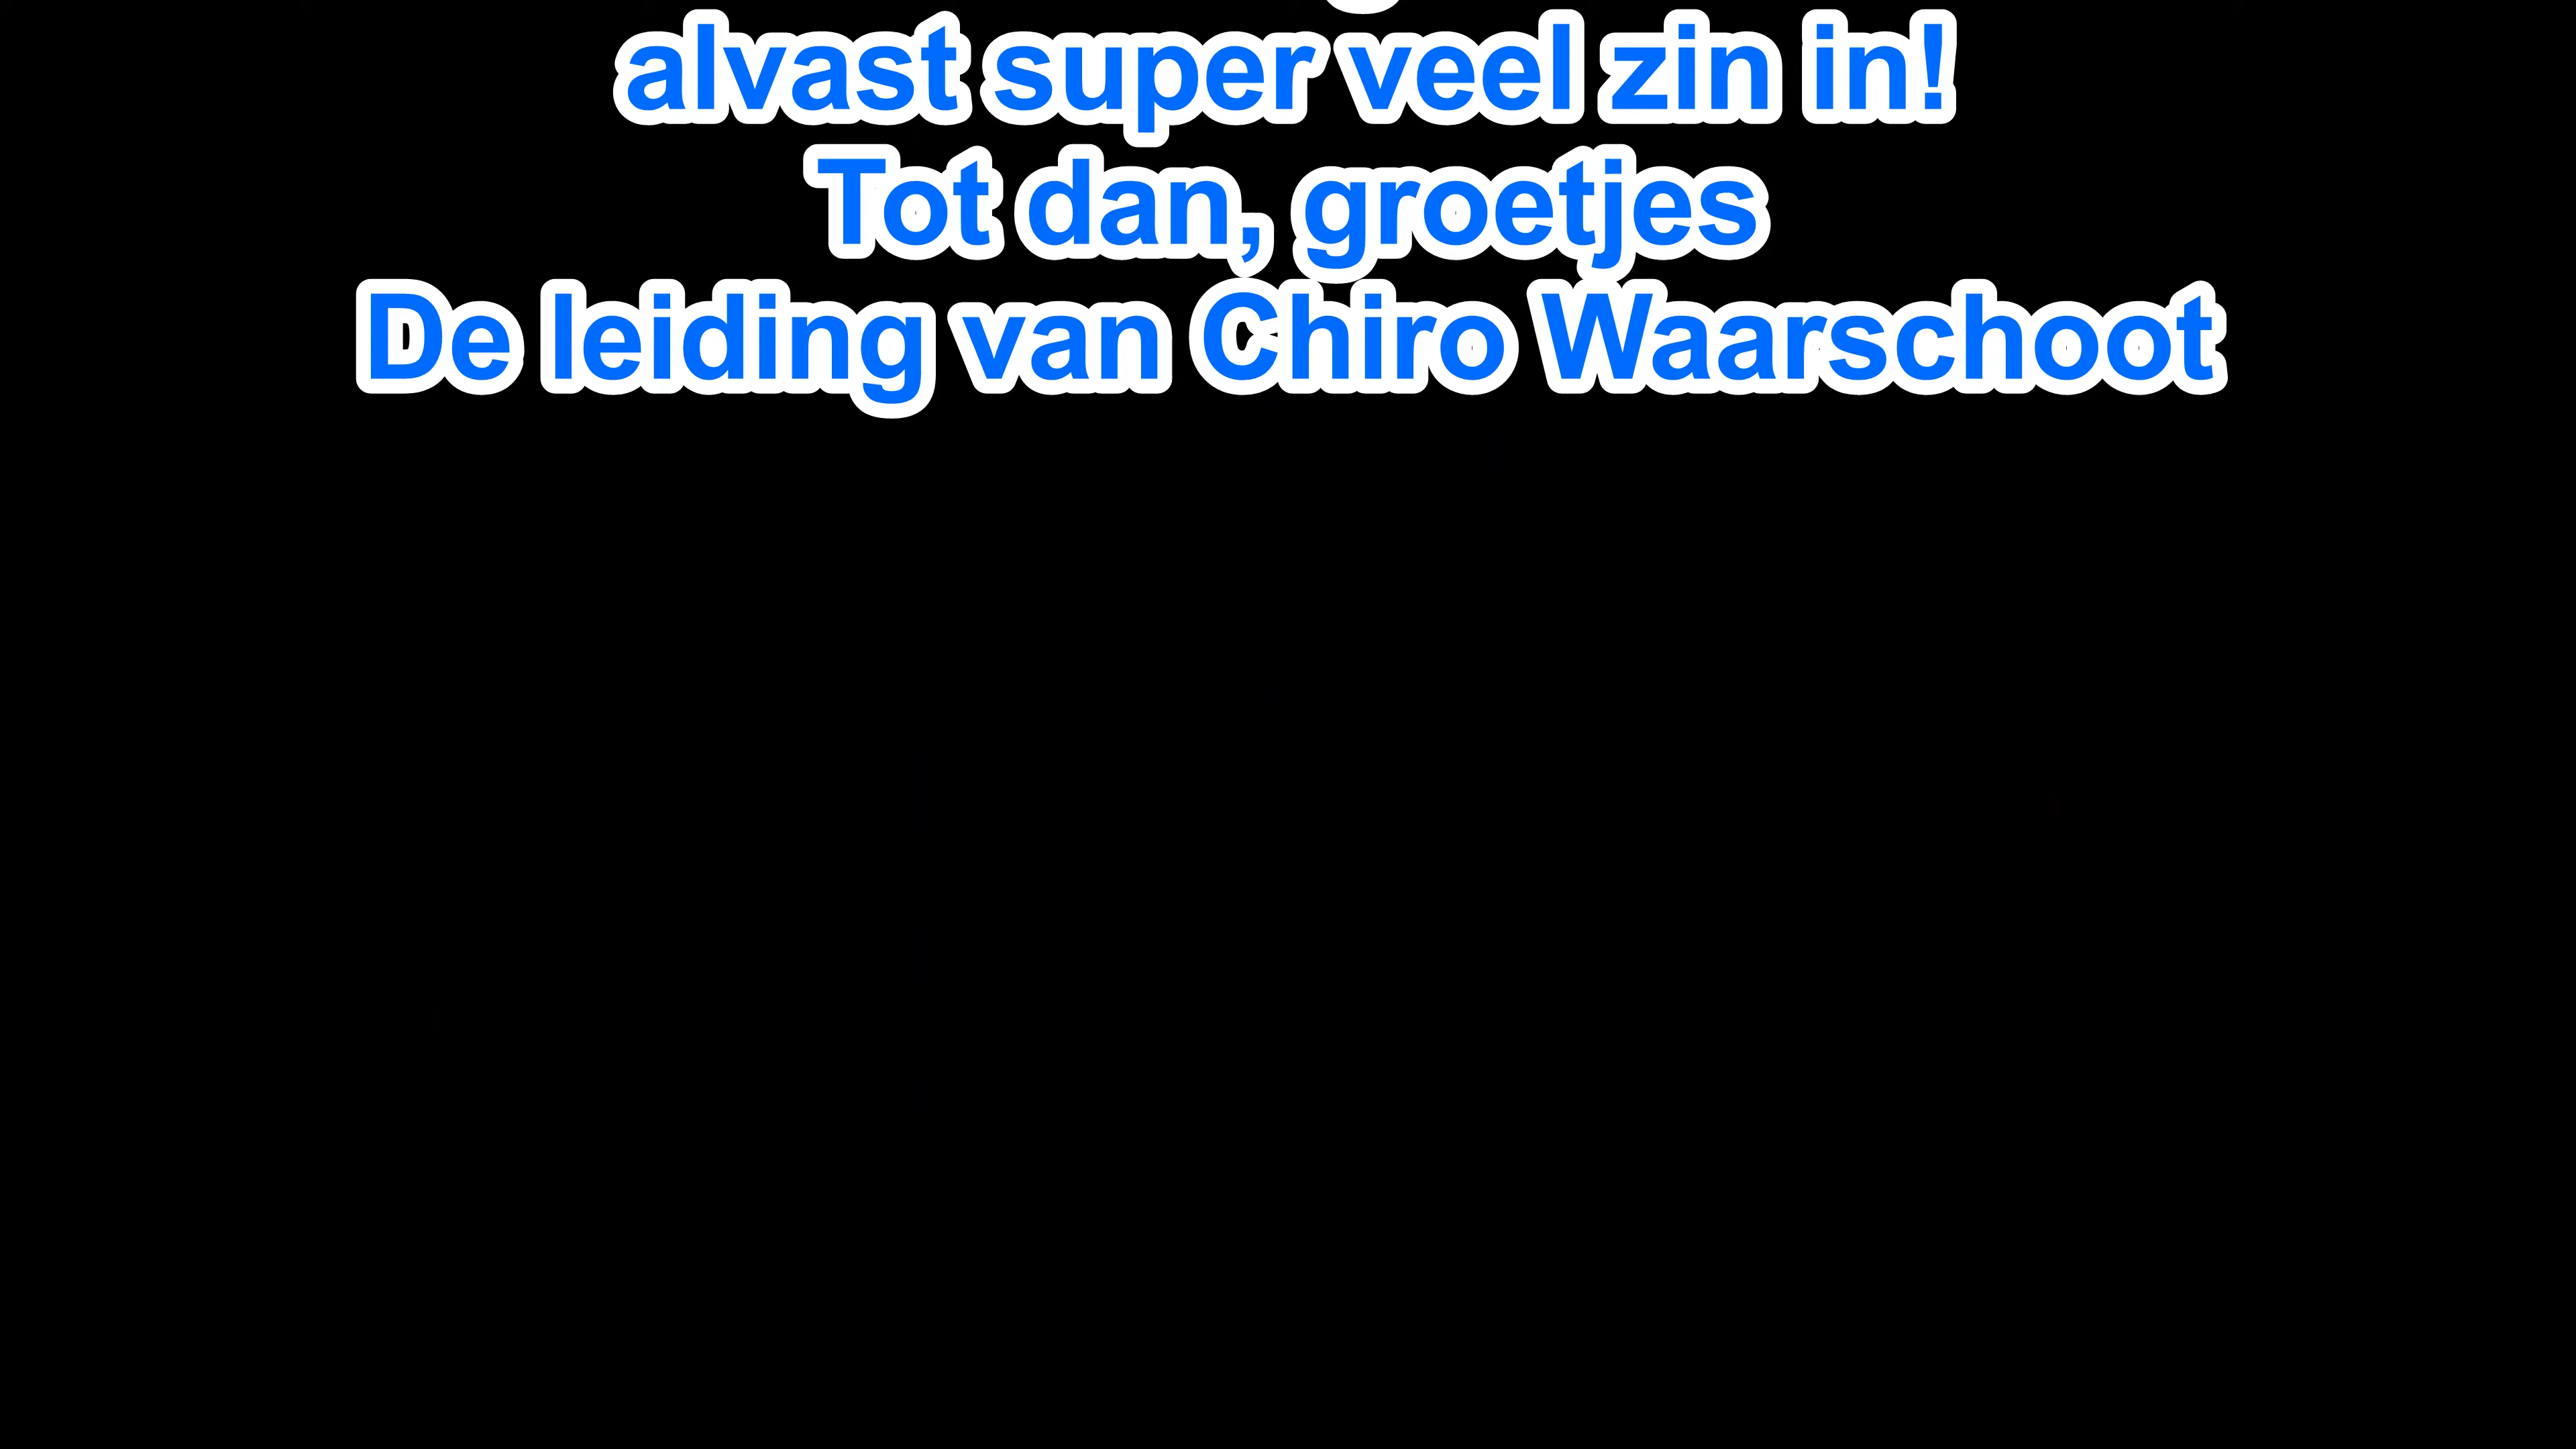 alvast super veel zin in!
Tot dan, groetjes
De leiding van Chiro Waarschoot